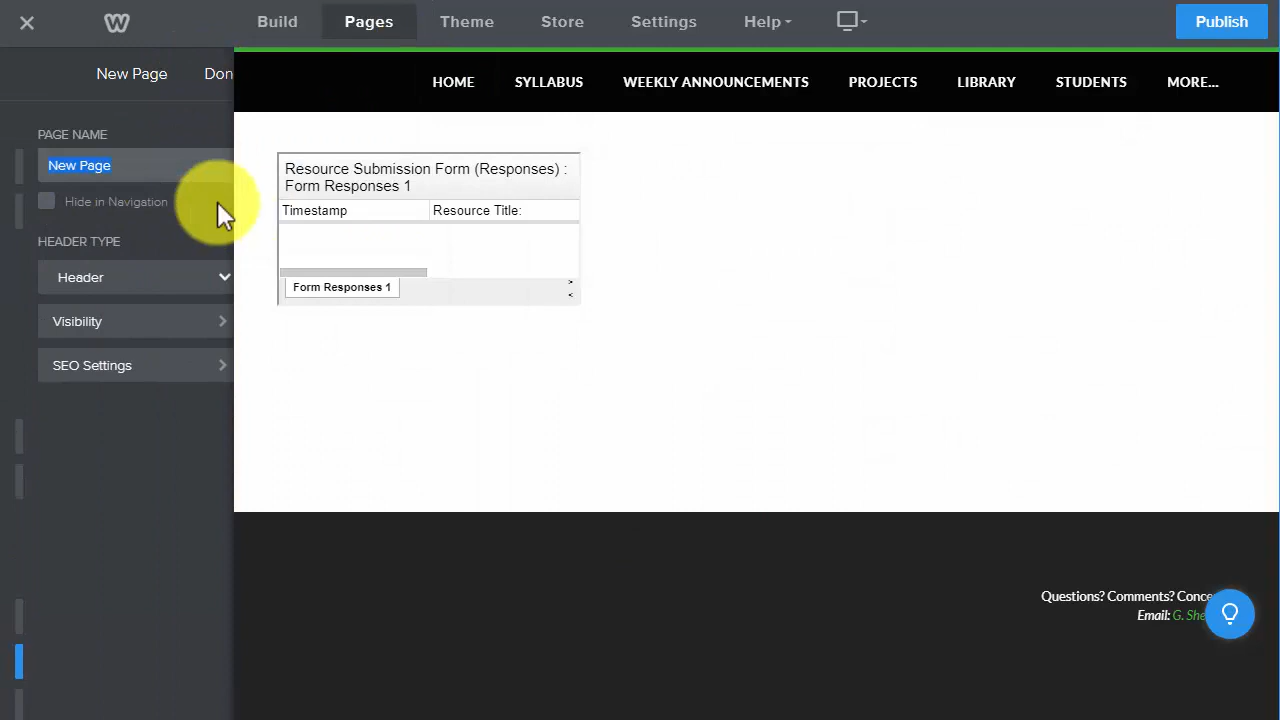 Build Pages Theme Store Settings Help Publish
New Page Don
HOME SYLLABUS WEEKLY ANNOUNCEMENTS PROJECTS LIBRARY STUDENTS MORE...
PAGE NAME
New Page
Hide in Navigation
HEADER TYPE
Header
Visibility
SEO Settings
Resource Submission Form (Responses) :
Form Responses 1
Timestamp Resource Title:
Form Responses 1
Questions? Comments? Conce
Email: G. She